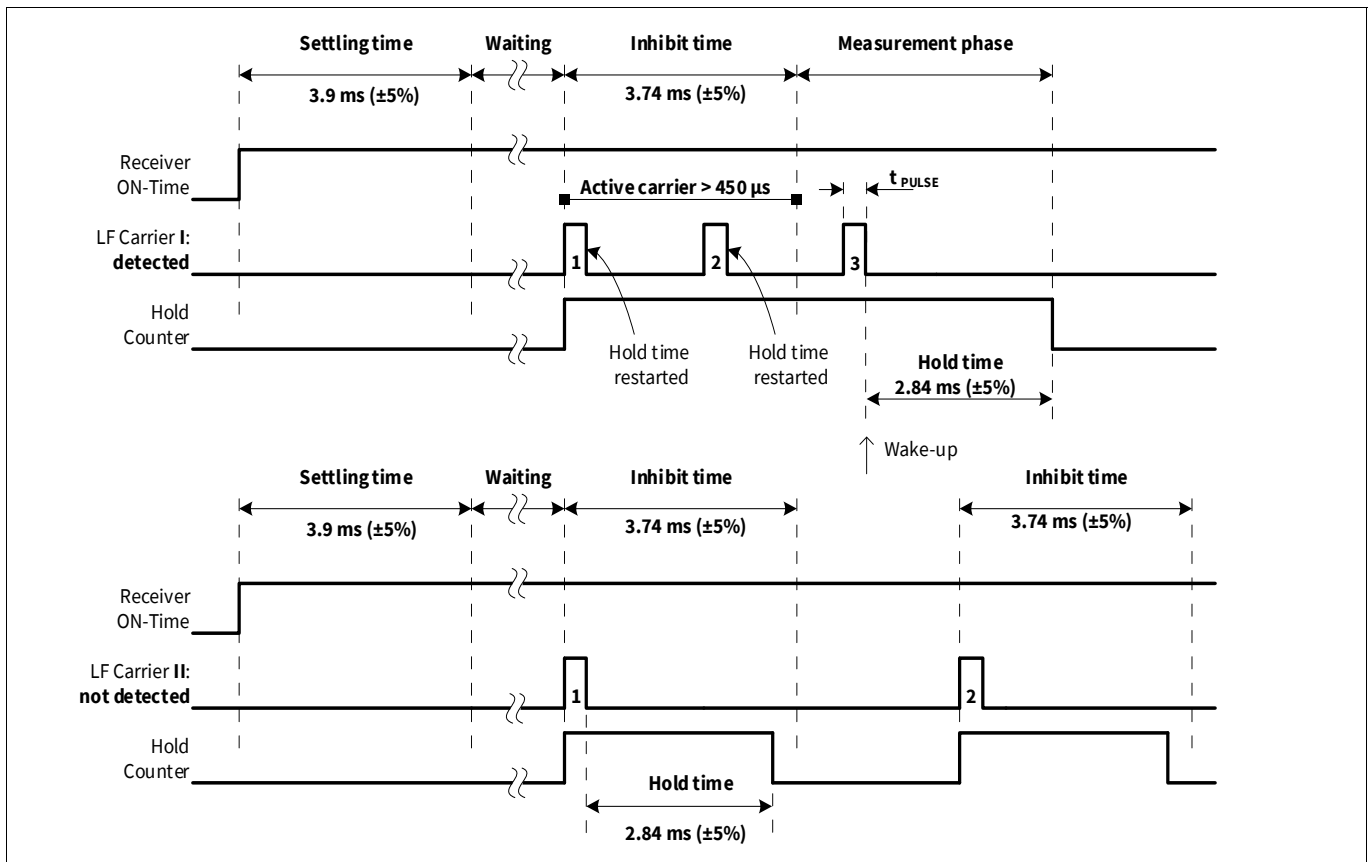 Settling time Waiting Inhibit time Measurement phase
3.9 ms (±5%) 3.74 ms (±5%)
Receiver
ON-Time
Active carrier > 450 µs
t PULSE
LF Carrier I:
detected
1 2 3
Hold
Counter
Hold time
restarted
Hold time
restarted
Hold time
2.84 ms (±5%)
Wake-up
Settling time Waiting Inhibit time Inhibit time
3.9 ms (±5%) 3.74 ms (±5%) 3.74 ms (±5%)
Receiver
ON-Time
LF Carrier II:
not detected
1 2
Hold
Counter
Hold time
2.84 ms (±5%)